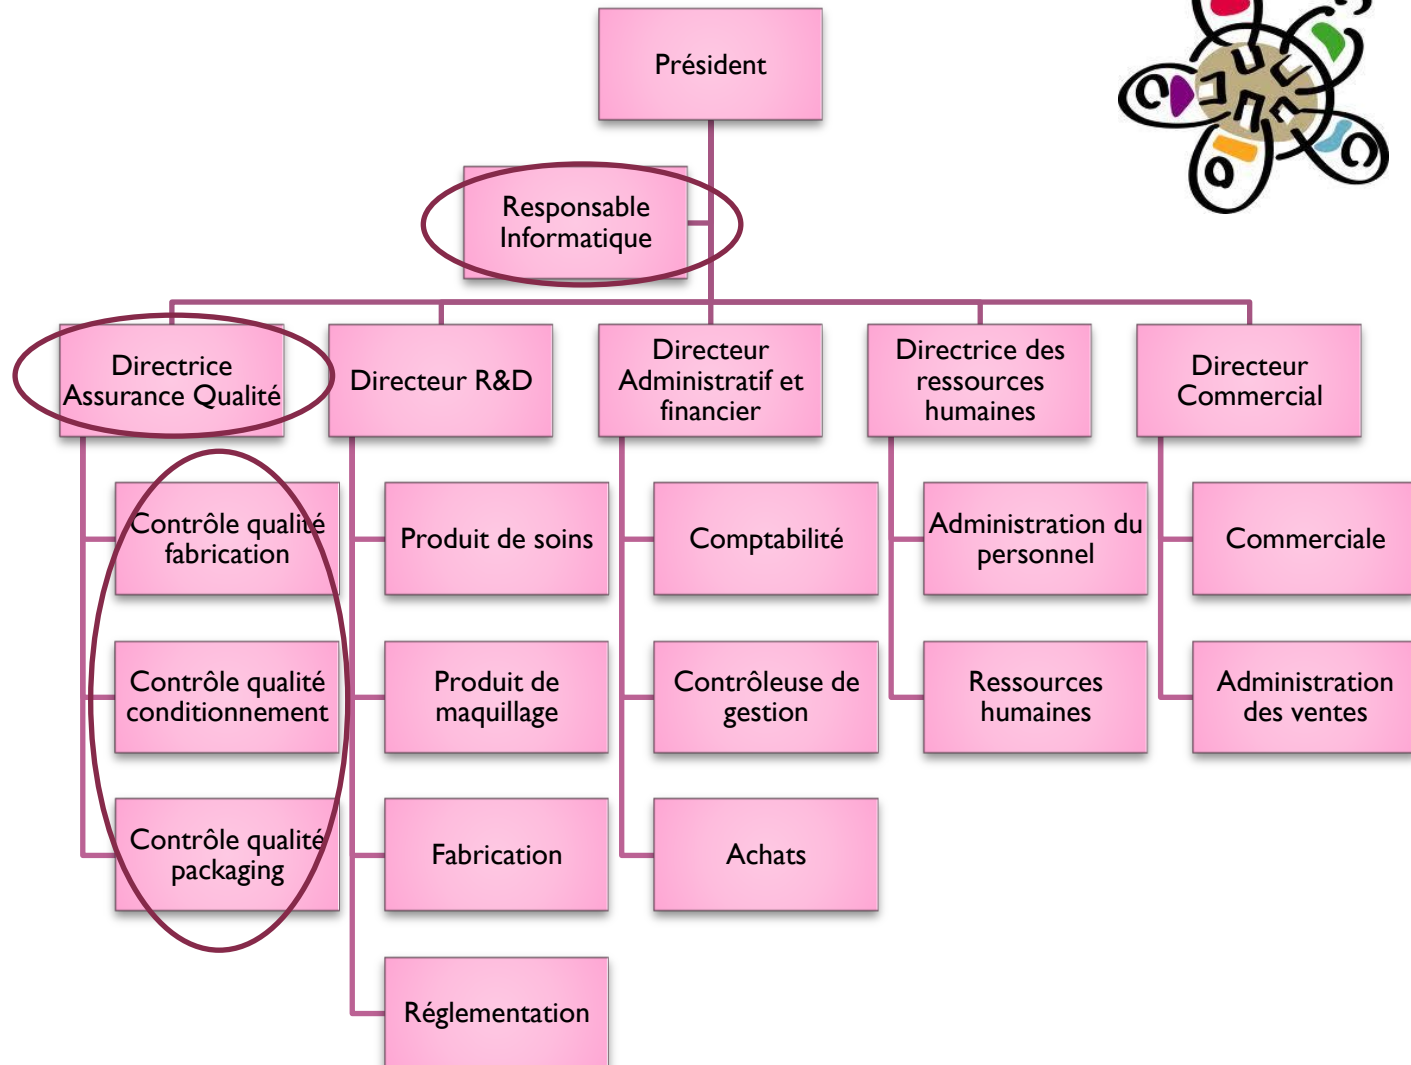 Président
Responsable
Informatique
Directrice
Assurance Qualité
Directeur R&D
Directeur
Administratif et
financier
Directrice des
ressources
humaines
Directeur
Commercial
Contrôle qualité
fabrication
Produit de soins
Comptabilité
Administration du
personnel
Commerciale
Contrôle qualité
conditionnement
Produit de
maquillage
Contrôleuse de
gestion
Ressources
humaines
Administration
des ventes
Contrôle qualité
packaging
Fabrication
Achats
Réglementation